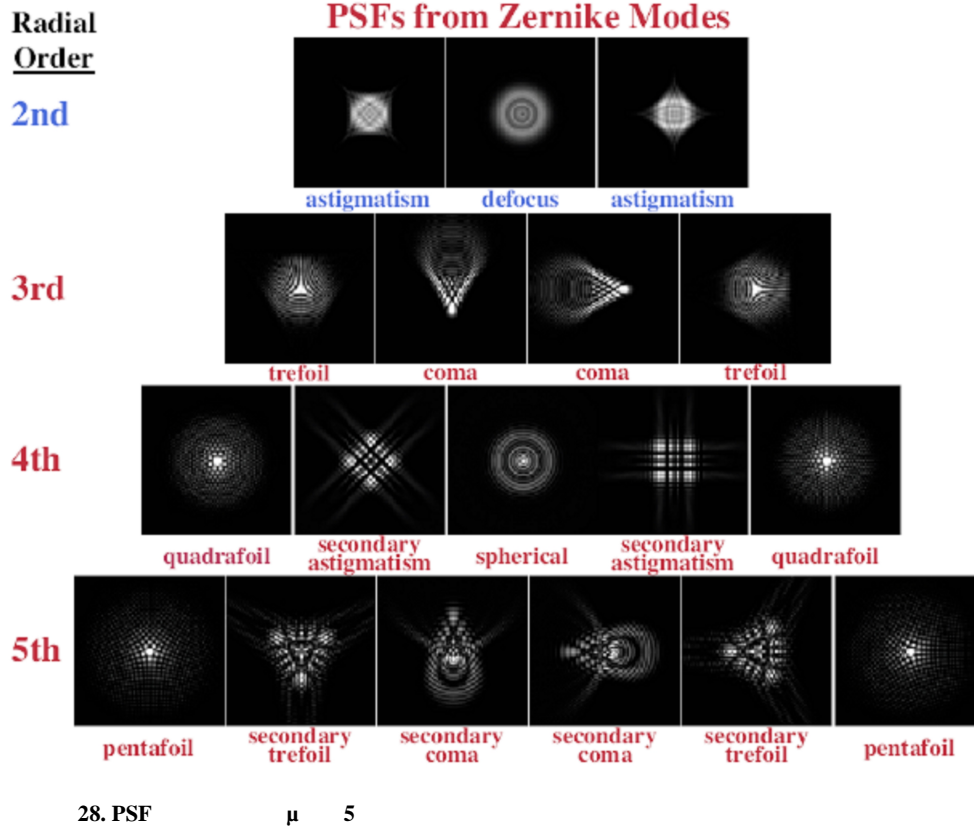 PSFs from Zernike Modes
Radial
Order
2nd
astigmatism defocus astigmatism
3rd
trefoil coma coma trefoil
4th
quadrafoil secondary astigmatism spherical secondary astigmatism quadrafoil
5th
pentafoil secondary trefoil secondary coma secondary coma secondary trefoil pentafoil
28. PSF μ 5